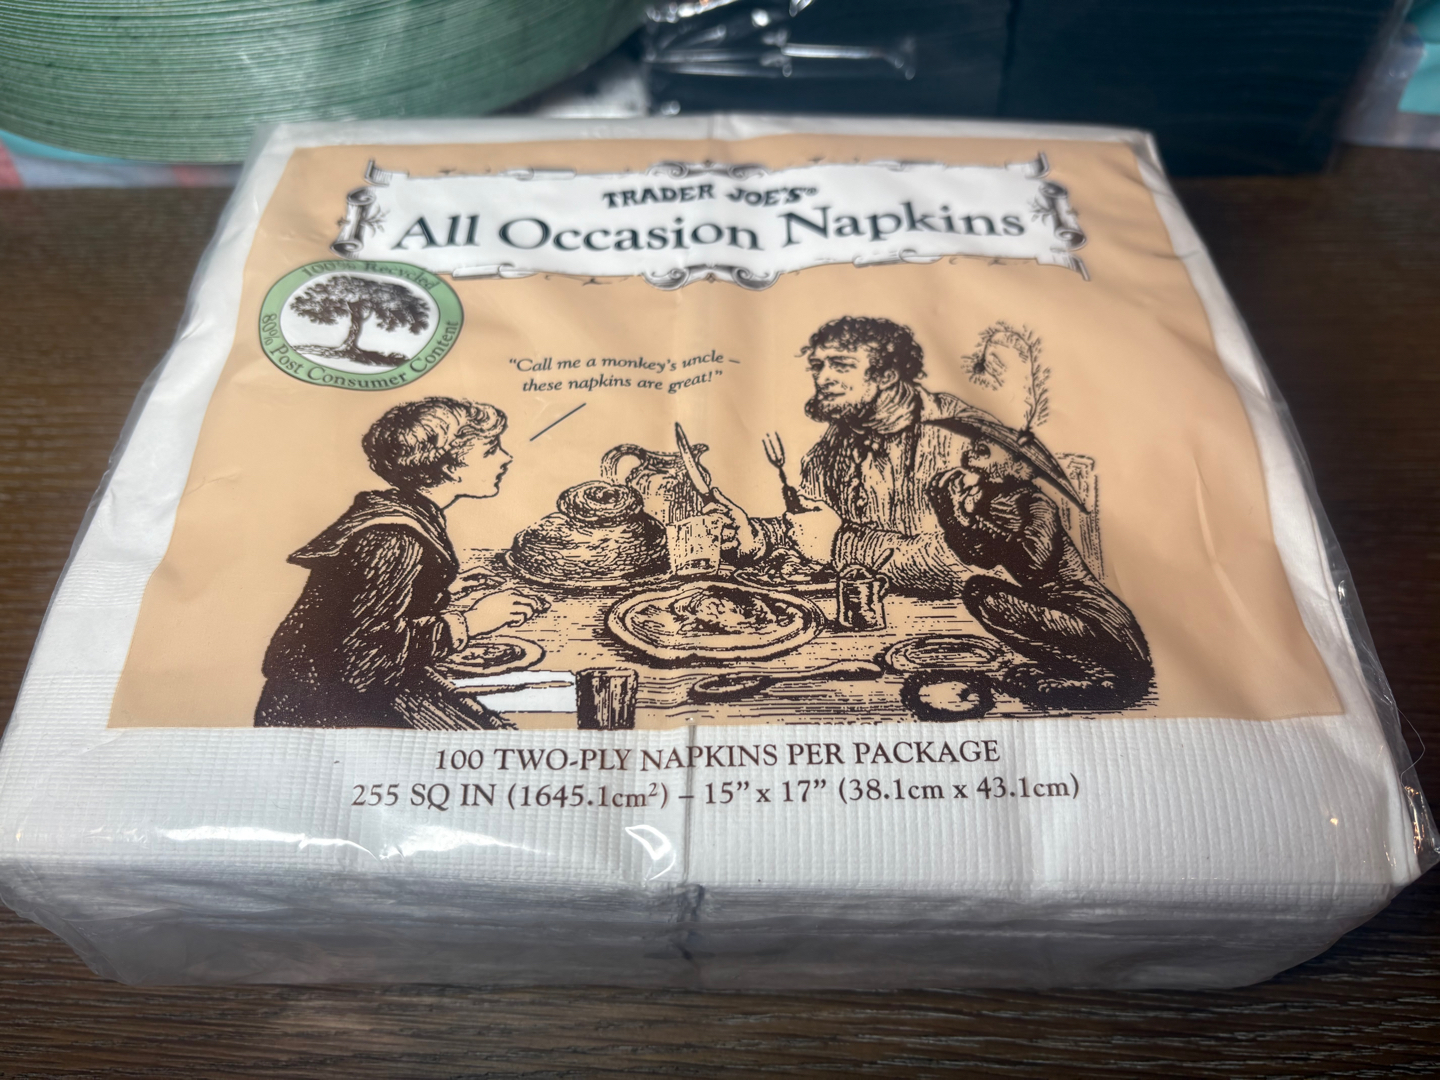 TRADER JOE'S®
All Occasion Napkins
100% Recycled
80% Post Consumer Content
"Call me a monkey's uncle –
these napkins are great!"
100 TWO-PLY NAPKINS PER PACKAGE
255 SQ IN (1645.1cm²) – 15" x 17" (38.1cm x 43.1cm)